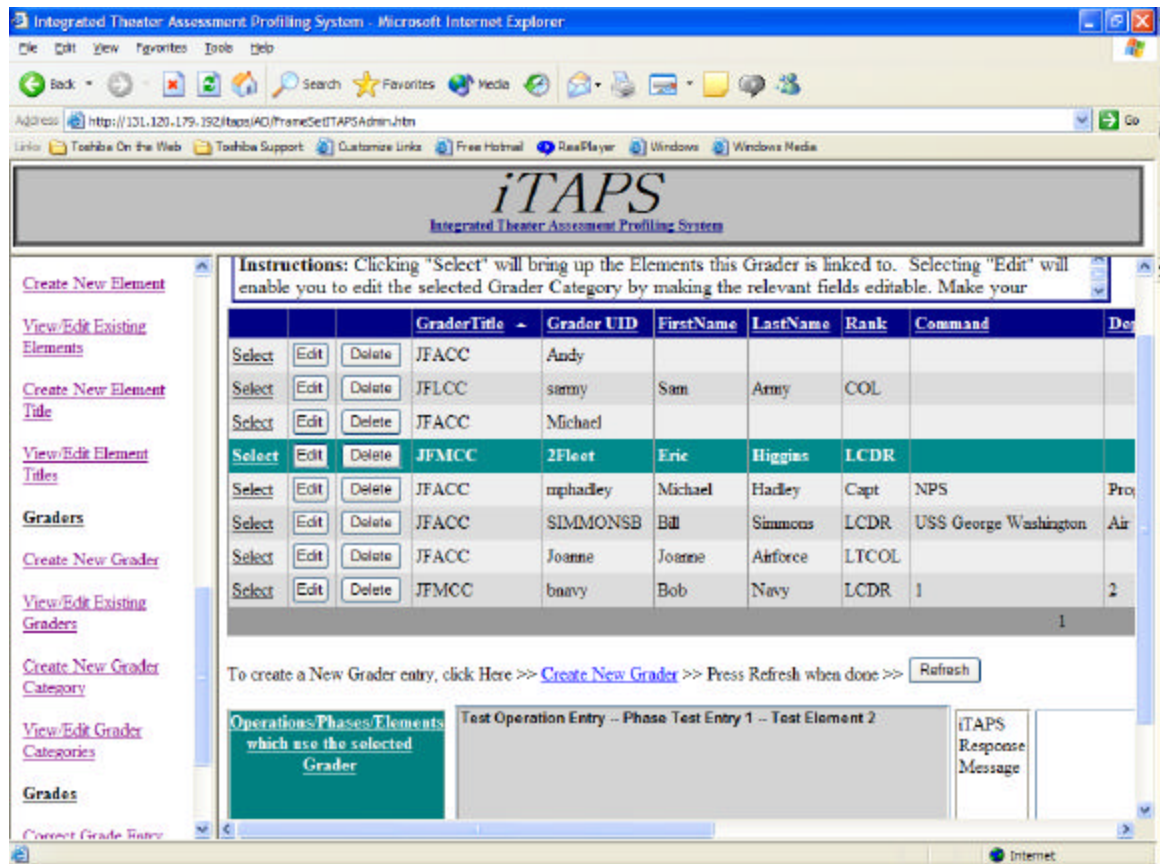 Integrated Theater Assessment Profiling System - Microsoft Internet Explorer
File Edit View Favorites Tools Help
Back Search Favorites Media
Address http://131.120.179.192/itaps/AO/FrameSetITAPSAdmin.htm Go
Links Toshiba On the Web Toshiba Support Customize Links Free Hotmail RealPlayer Windows Windows Media
iTAPS
Integrated Theater Assessment Profiling System
Create New Element
View/Edit Existing
Elements
Create New Element
Title
View/Edit Element
Titles
Graders
Create New Grader
View/Edit Existing
Graders
Create New Grader
Category
View/Edit Grader
Categories
Grades
Correct Grade Entry
Instructions: Clicking "Select" will bring up the Elements this Grader is linked to. Selecting "Edit" will
enable you to edit the selected Grader Category by making the relevant fields editable. Make your
GraderTitle Grader UID FirstName LastName Rank Command Dep
Select Edit Delete JFACC Andy
Select Edit Delete JFLCC sarmy Sam Army COL
Select Edit Delete JFACC Michael
Select Edit Delete JFMCC 2Fleet Eric Higgins LCDR
Select Edit Delete JFACC mphadley Michael Hadley Capt NPS Prog
Select Edit Delete JFACC SIMMONSB Bill Simmons LCDR USS George Washington Air
Select Edit Delete JFACC Joanne Joanne Airforce LTCOL
Select Edit Delete JFMCC bnavy Bob Navy LCDR 1 2
1
To create a New Grader entry, click Here >> Create New Grader >> Press Refresh when done >> Refresh
Operations/Phases/Elements
which use the selected
Grader
Test Operation Entry -- Phase Test Entry 1 -- Test Element 2
iTAPS
Response
Message
Internet